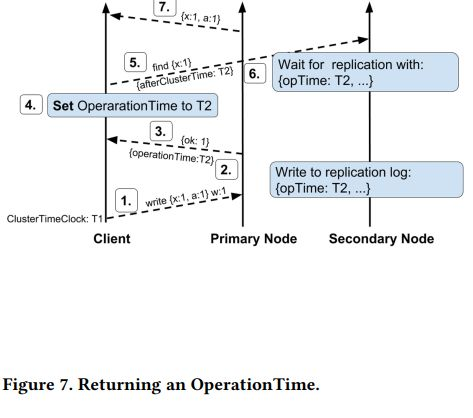 7.
{x:1, a:1}
5.
find {x:1}
{afterClusterTime: T2}
6.
Wait for replication with:
{opTime: T2, ...}
4.
Set OperarationTime to T2
3.
{ok: 1}
{operationTime:T2}
2.
Write to replication log:
{opTime: T2, ...}
1.
write {x:1, a:1} w:1
ClusterTimeClock: T1
Client
Primary Node
Secondary Node
Figure 7. Returning an OperationTime.